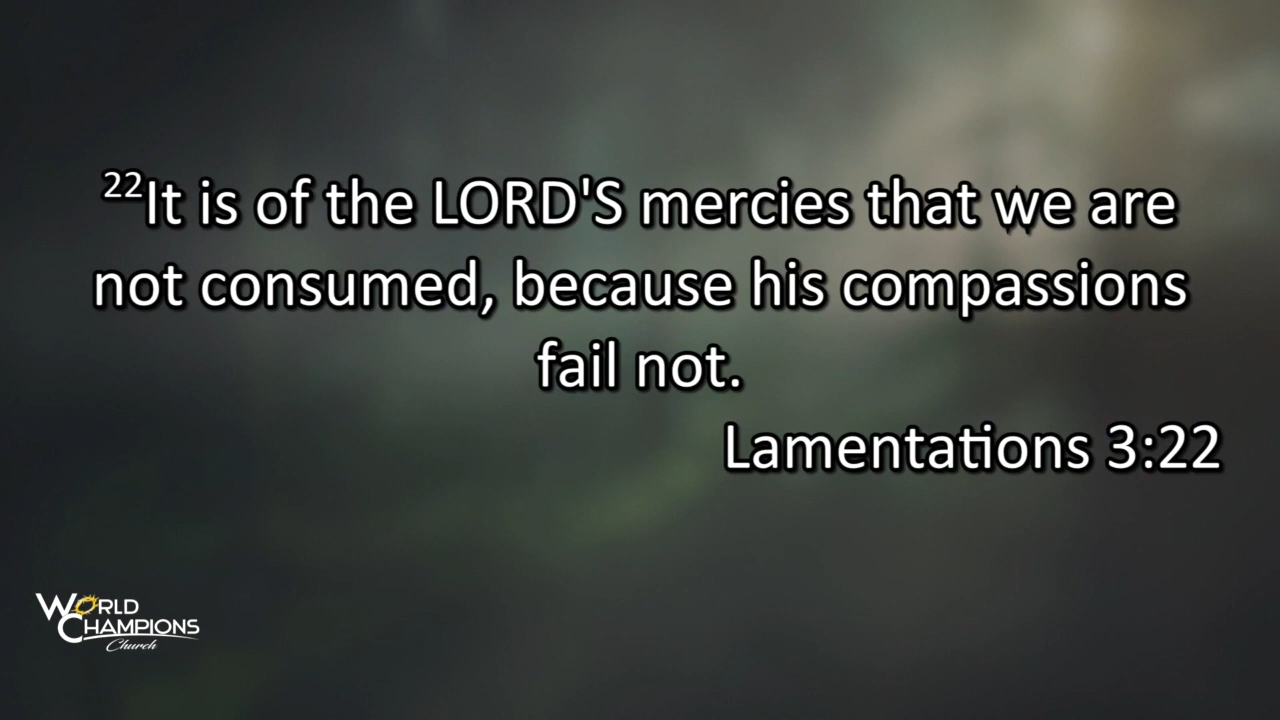 ²²It is of the LORD'S mercies that we are
not consumed, because his compassions
fail not.
Lamentations 3:22
WORLD
CHAMPIONS
Church